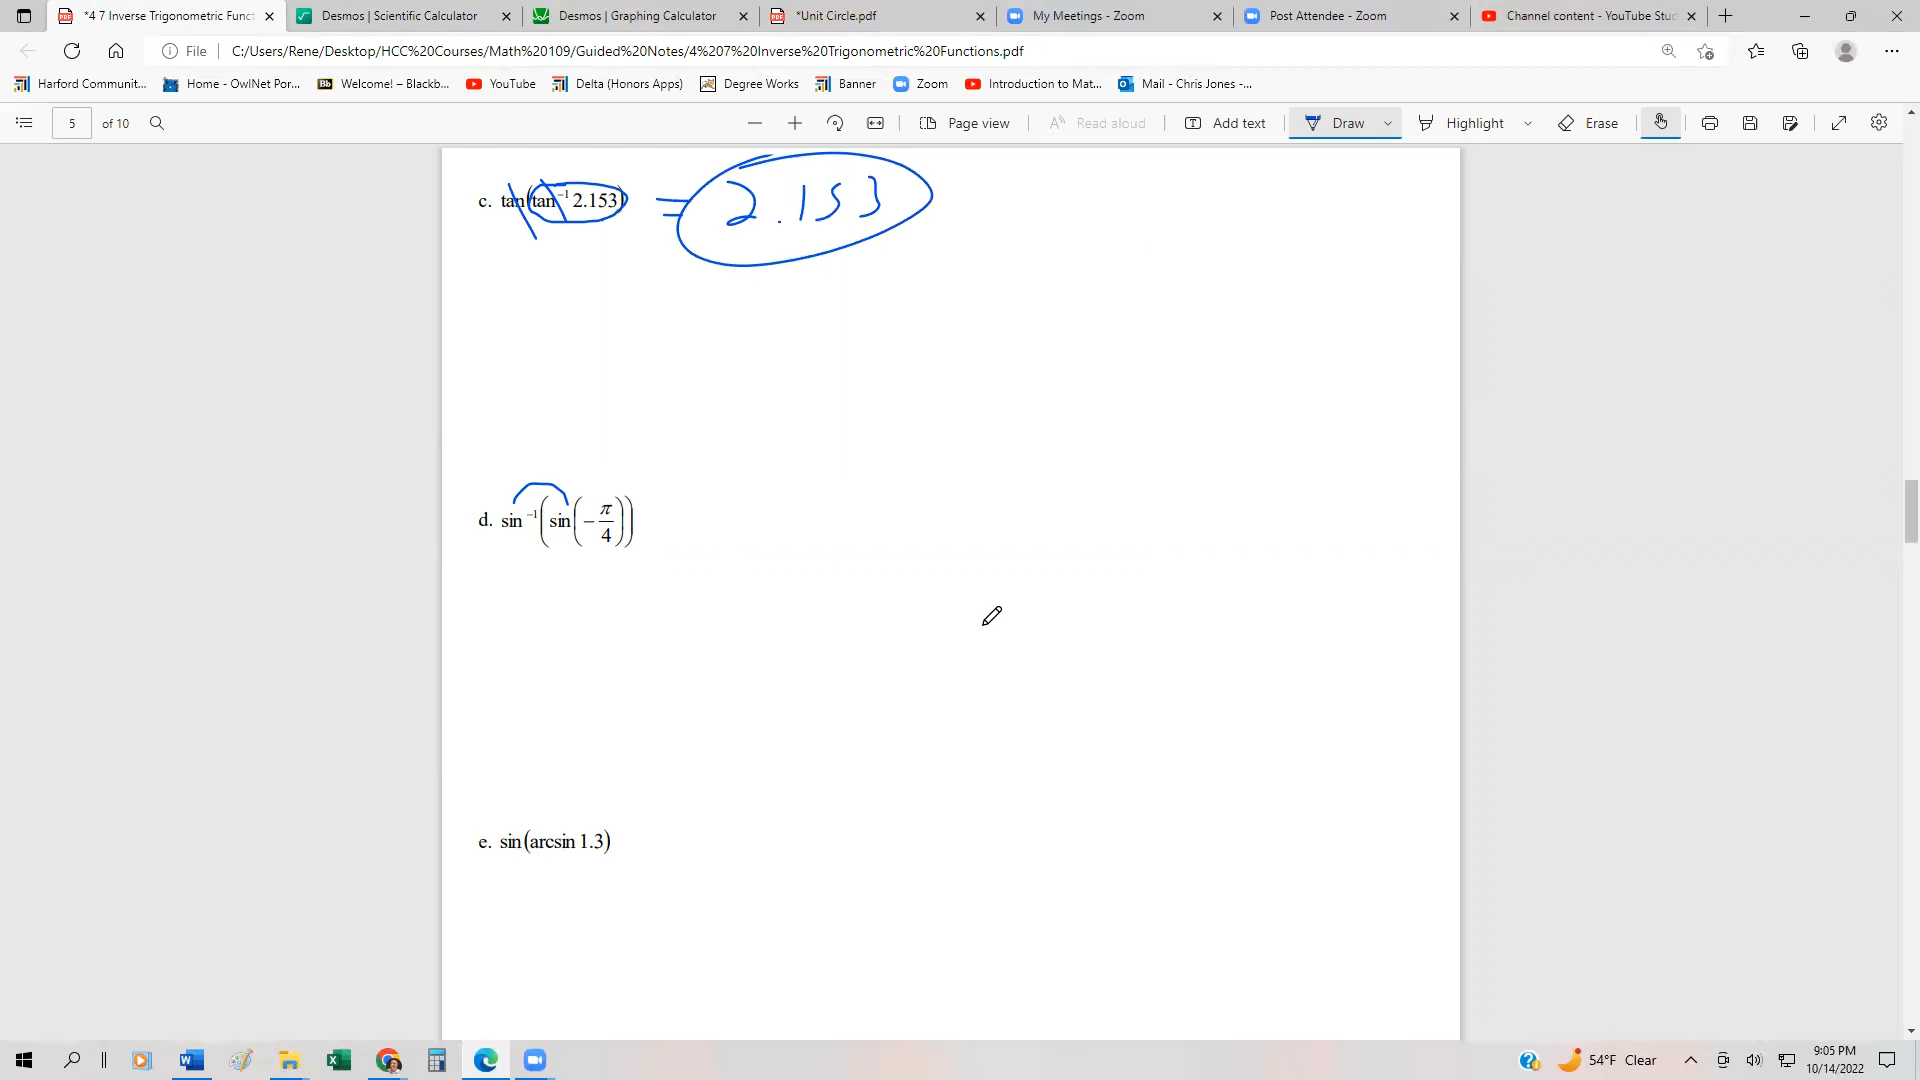 *4 7 Inverse Trigonometric Funct
Desmos | Scientific Calculator
Desmos | Graphing Calculator
*Unit Circle.pdf
My Meetings - Zoom
Post Attendee - Zoom
Channel content - YouTube Stud
File
C:/Users/Rene/Desktop/HCC%20Courses/Math%20109/Guided%20Notes/4%207%20Inverse%20Trigonometric%20Functions.pdf
Harford Communit...
Home - OwlNet Por...
Welcome! – Blackb...
YouTube
Delta (Honors Apps)
Degree Works
Banner
Zoom
Introduction to Mat...
Mail - Chris Jones -...
5 of 10
Page view
Read aloud
Add text
Draw
Highlight
Erase
c. tan(tan⁻¹ 2.153) = 2.153
d. sin⁻¹(sin(−π/4))
e. sin(arcsin 1.3)
54°F Clear
9:05 PM
10/14/2022